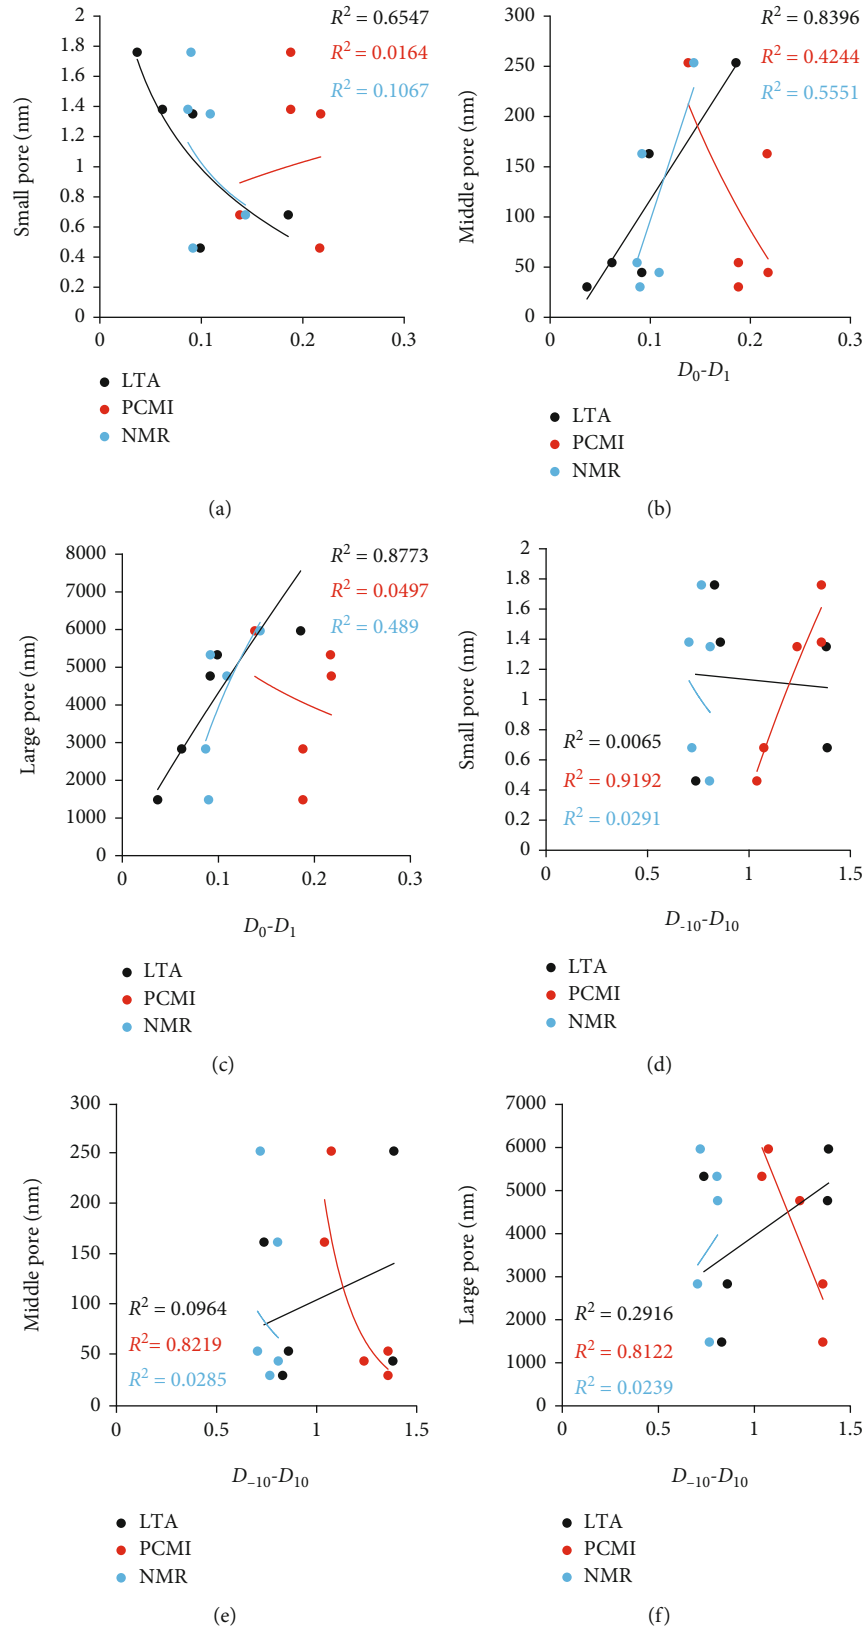 2
1.8
1.6
1.4
1.2
1
0.8
0.6
0.4
0.2
0
Small pore (nm)
R² = 0.6547
R² = 0.0164
R² = 0.1067
0 0.1 0.2 0.3
LTA
PCMI
NMR
(a)
300
250
200
150
100
50
0
Middle pore (nm)
R² = 0.8396
R² = 0.4244
R² = 0.5551
0 0.1 0.2 0.3
D₀-D₁
LTA
PCMI
NMR
(b)
8000
7000
6000
5000
4000
3000
2000
1000
0
Large pore (nm)
R² = 0.8773
R² = 0.0497
R² = 0.489
0 0.1 0.2 0.3
D₀-D₁
LTA
PCMI
NMR
(c)
2
1.8
1.6
1.4
1.2
1
0.8
0.6
0.4
0.2
0
Small pore (nm)
R² = 0.0065
R² = 0.9192
R² = 0.0291
0 0.5 1 1.5
D₋₁₀-D₁₀
LTA
PCMI
NMR
(d)
300
250
200
150
100
50
0
Middle pore (nm)
R² = 0.0964
R²= 0.8219
R² = 0.0285
0 0.5 1 1.5
D₋₁₀-D₁₀
LTA
PCMI
NMR
(e)
7000
6000
5000
4000
3000
2000
1000
0
Large pore (nm)
R² = 0.2916
R² = 0.8122
R² = 0.0239
0 0.5 1 1.5
D₋₁₀-D₁₀
LTA
PCMI
NMR
(f)